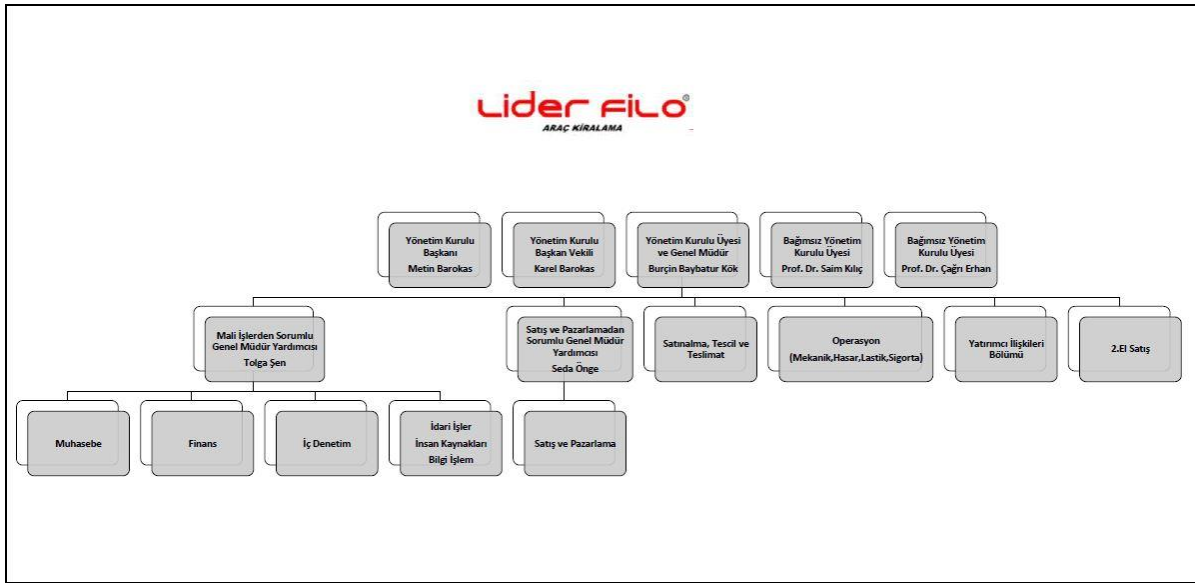 Lider Filo®
ARAÇ KİRALAMA
Yönetim Kurulu
Başkanı
Metin Barokas
Yönetim Kurulu
Başkan Vekili
Karel Barokas
Yönetim Kurulu Üyesi
ve Genel Müdür
Burçin Baybatur Kök
Bağımsız Yönetim
Kurulu Üyesi
Prof. Dr. Saim Kılıç
Bağımsız Yönetim
Kurulu Üyesi
Prof. Dr. Çağrı Erhan
Mali İşlerden Sorumlu
Genel Müdür Yardımcısı
Tolga Şen
Satış ve Pazarlamadan
Sorumlu Genel Müdür
Yardımcısı
Seda Önge
Satınalma, Tescil ve
Teslimat
Operasyon
(Mekanik,Hasar,Lastik,Sigorta)
Yatırımcı İlişkileri
Bölümü
2.El Satış
Muhasebe
Finans
İç Denetim
İdari İşler
İnsan Kaynakları
Bilgi İşlem
Satış ve Pazarlama